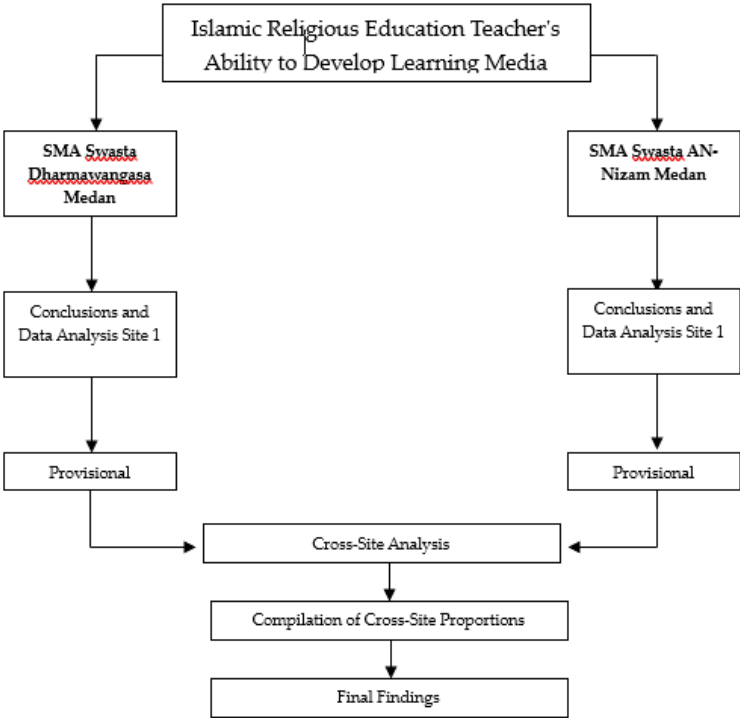 Islamic Religious Education Teacher's
Ability to Develop Learning Media
SMA Swasta
Dharmawangasa
Medan
SMA Swasta AN-
Nizam Medan
Conclusions and
Data Analysis Site 1
Conclusions and
Data Analysis Site 1
Provisional
Provisional
Cross-Site Analysis
Compilation of Cross-Site Proportions
Final Findings